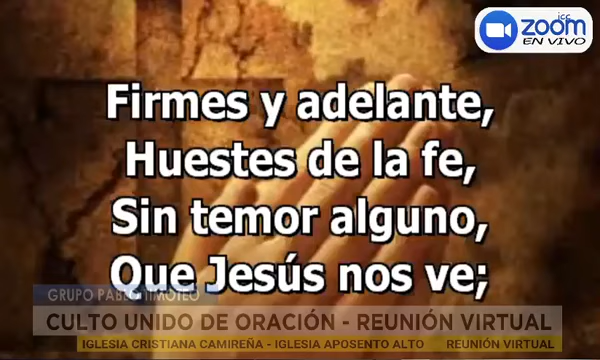 icc
zoom
EN VIVO
Firmes y adelante,
Huestes de la fe,
Sin temor alguno,
Que Jesús nos ve;
GRUPO PABLO TIMOTEO
CULTO UNIDO DE ORACIÓN - REUNIÓN VIRTUAL
IGLESIA CRISTIANA CAMIREÑA - IGLESIA APOSENTO ALTO REUNIÓN VIRTUAL